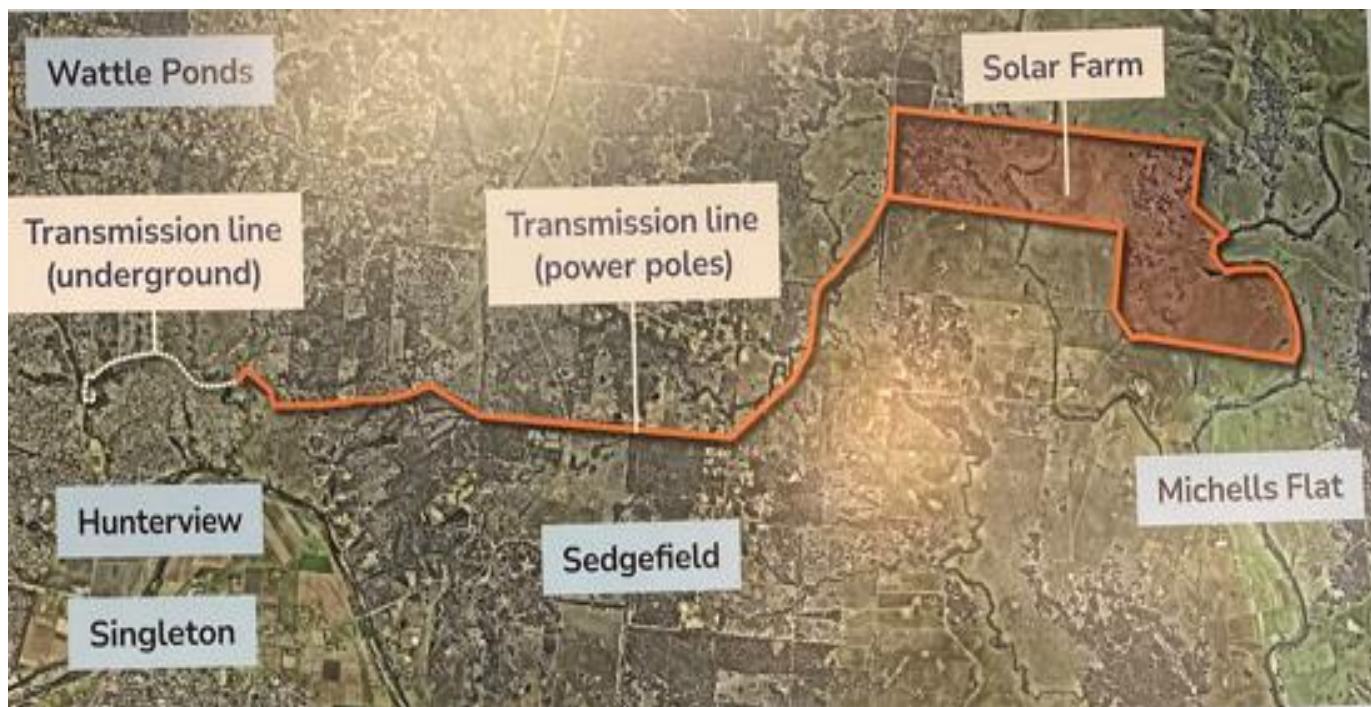 Wattle Ponds
Solar Farm
Transmission line
(underground)
Transmission line
(power poles)
Michells Flat
Hunterview
Sedgefield
Singleton